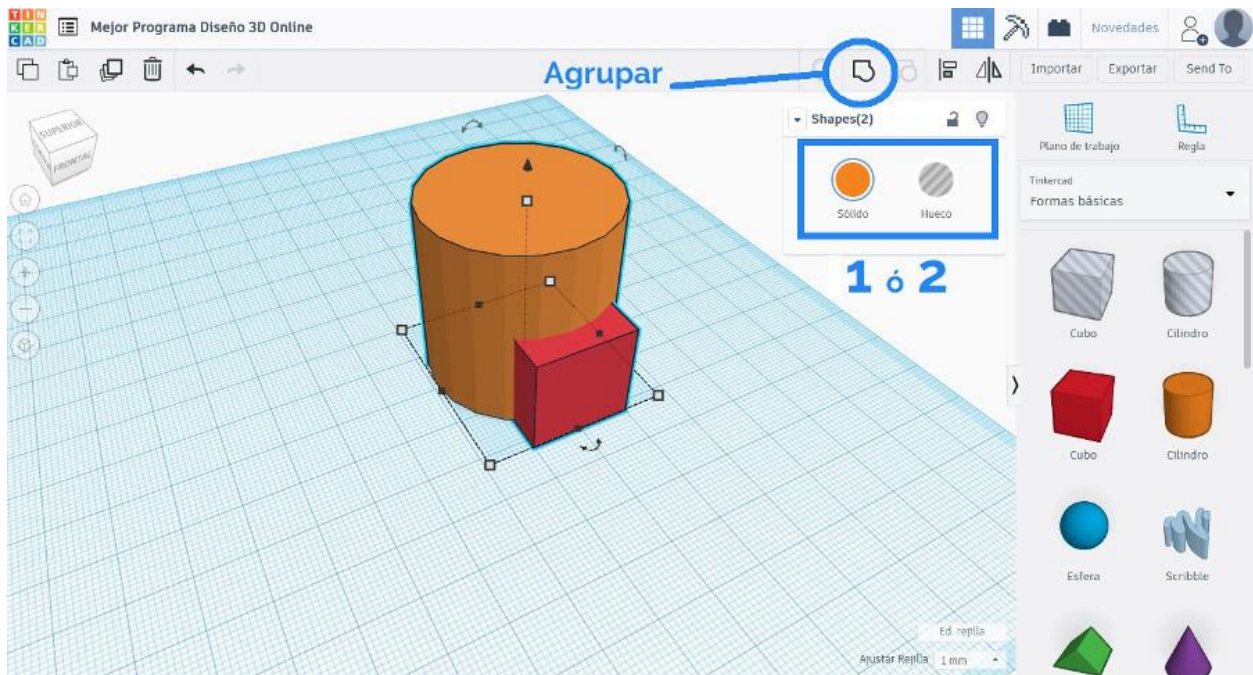 TIN
KER
CAD
Mejor Programa Diseño 3D Online
Novedades
Agrupar
Importar
Exportar
Send To
SUPERIOR
FRONTAL
Shapes(2)
Sólido
Hueco
1 ó 2
Plano de trabajo
Regla
Tinkercad
Formas básicas
Cubo
Cilindro
Cubo
Cilindro
Esfera
Scribble
Ed. rejilla
Ajustar Rejilla 1 mm